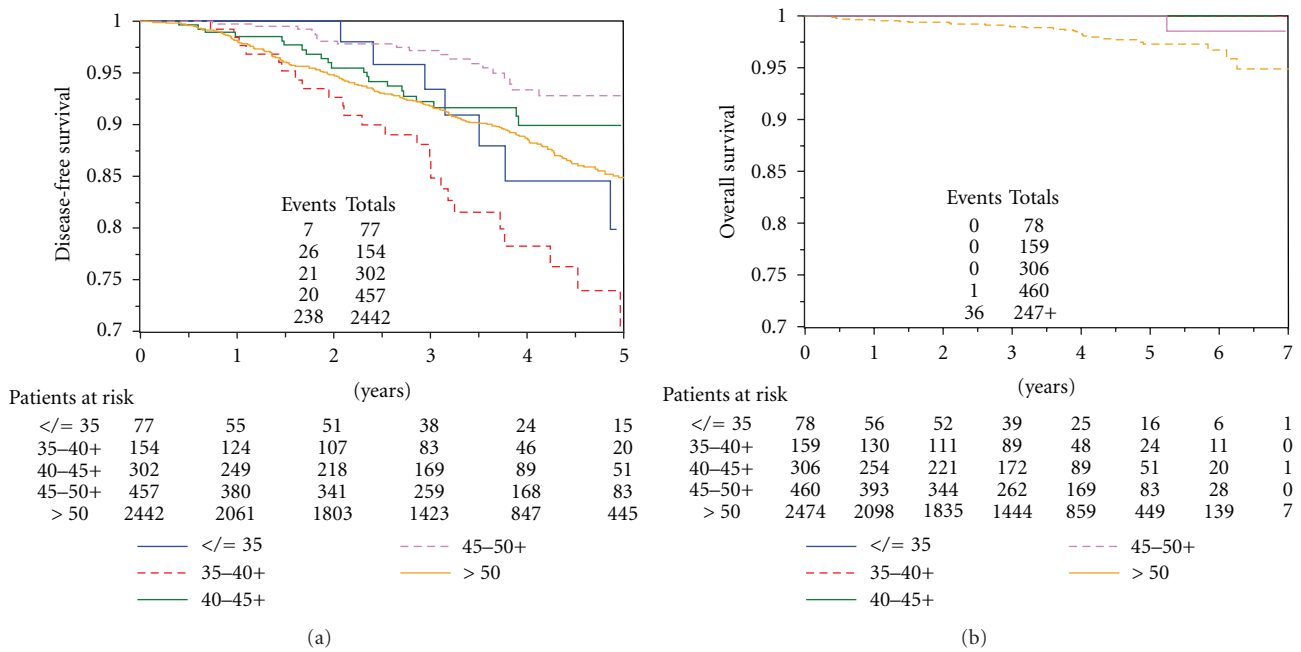 1
0.95
0.9
0.85
0.8
0.75
0.7
Disease-free survival
Events Totals
7 77
26 154
21 302
20 457
238 2442
0 1 2 3 4 5
(years)
Patients at risk
</= 35 77 55 51 38 24 15
35–40+ 154 124 107 83 46 20
40–45+ 302 249 218 169 89 51
45–50+ 457 380 341 259 168 83
> 50 2442 2061 1803 1423 847 445
</= 35 45–50+
35–40+ > 50
40–45+
(a)
1
0.95
0.9
0.85
0.8
0.75
0.7
Overall survival
Events Totals
0 78
0 159
0 306
1 460
36 247+
0 1 2 3 4 5 6 7
(years)
Patients at risk
</= 35 78 56 52 39 25 16 6 1
35–40+ 159 130 111 89 48 24 11 0
40–45+ 306 254 221 172 89 51 20 1
45–50+ 460 393 344 262 169 83 28 0
> 50 2474 2098 1835 1444 859 449 139 7
</= 35 45–50+
35–40+ > 50
40–45+
(b)